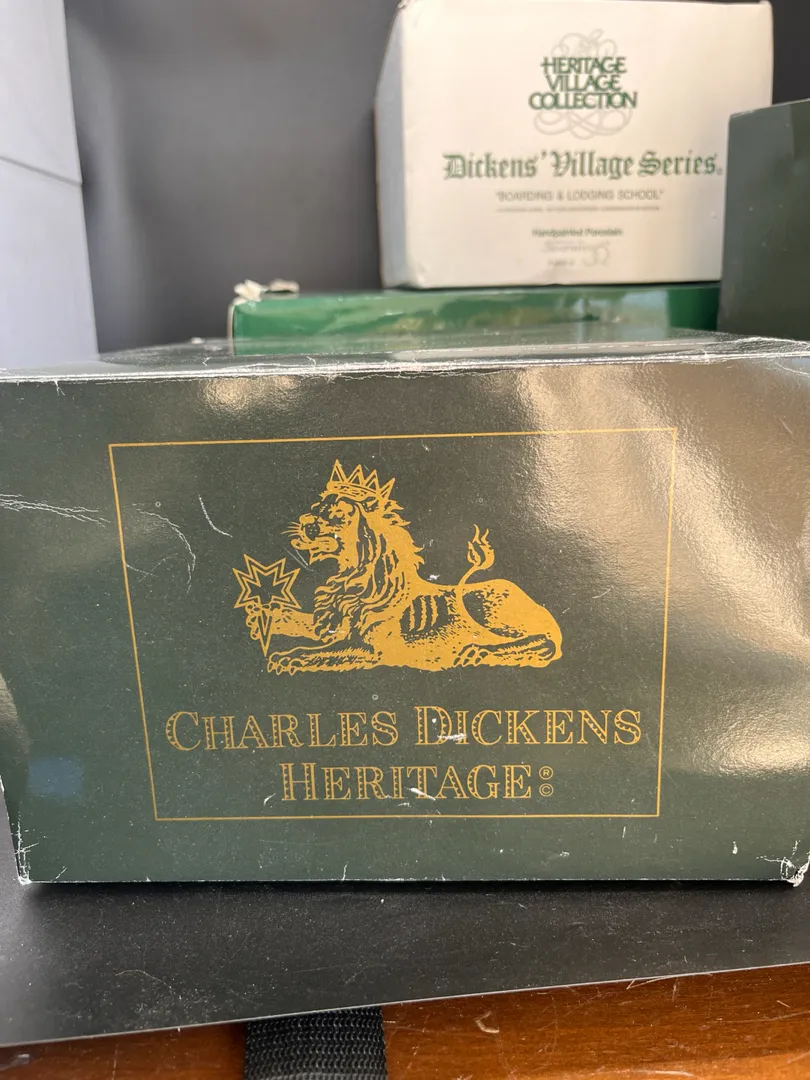 HERITAGE
VILLAGE
COLLECTION
Dickens' Village Series®
"BOARDING & LODGING SCHOOL"
Handpainted Porcelain
CHARLES DICKENS
HERITAGE®©